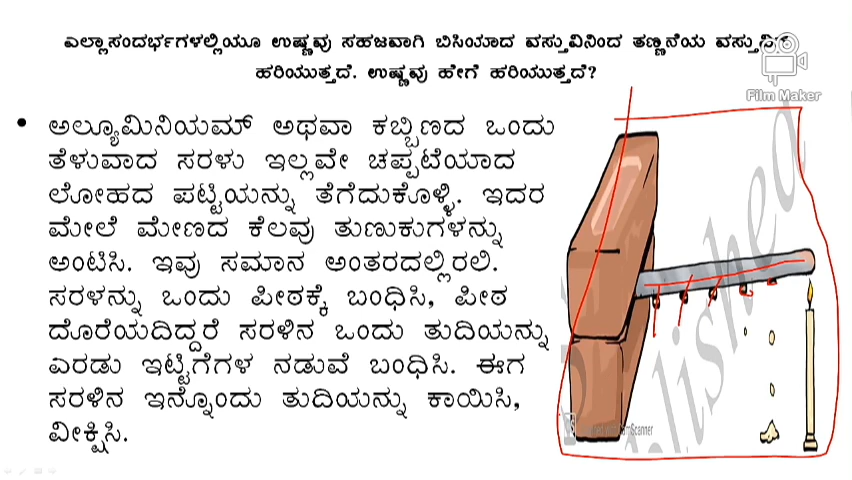 ಎಲ್ಲಾಸಂದರ್ಭಗಳಲ್ಲಿಯೂ ಉಷ್ಣವು ಸಹಜವಾಗಿ ಬಿಸಿಯಾದ ವಸ್ತುವಿನಿಂದ ತಣ್ಣನೆಯ
ಹರಿಯುತ್ತದೆ. ಉಷ್ಣವು ಹೇಗೆ ಹರಿಯುತ್ತದೆ?
Film Maker
• ಅಲ್ಯೂಮಿನಿಯಮ್ ಅಥವಾ ಕಬ್ಬಿಣದ ಒಂದು
ತೆಳುವಾದ ಸರಳು ಇಲ್ಲವೇ ಚಪ್ಪಟೆಯಾದ
ಲೋಹದ ಪಟ್ಟಿಯನ್ನು ತೆಗೆದುಕೊಳ್ಳಿ. ಇದರ
ಮೇಲೆ ಮೇಣದ ಕೆಲವು ತುಣುಕುಗಳನ್ನು
ಅಂಟಿಸಿ. ಇವು ಸಮಾನ ಅಂತರದಲ್ಲಿರಲಿ.
ಸರಳನ್ನು ಒಂದು ಪೀಠಕ್ಕೆ ಬಂಧಿಸಿ, ಪೀಠ
ದೊರೆಯದಿದ್ದರೆ ಸರಳಿನ ಒಂದು ತುದಿಯನ್ನು
ಎರಡು ಇಟ್ಟಿಗೆಗಳ ನಡುವೆ ಬಂಧಿಸಿ. ಈಗ
ಸರಳಿನ ಇನ್ನೊಂದು ತುದಿಯನ್ನು ಕಾಯಿಸಿ,
ವೀಕ್ಷಿಸಿ.